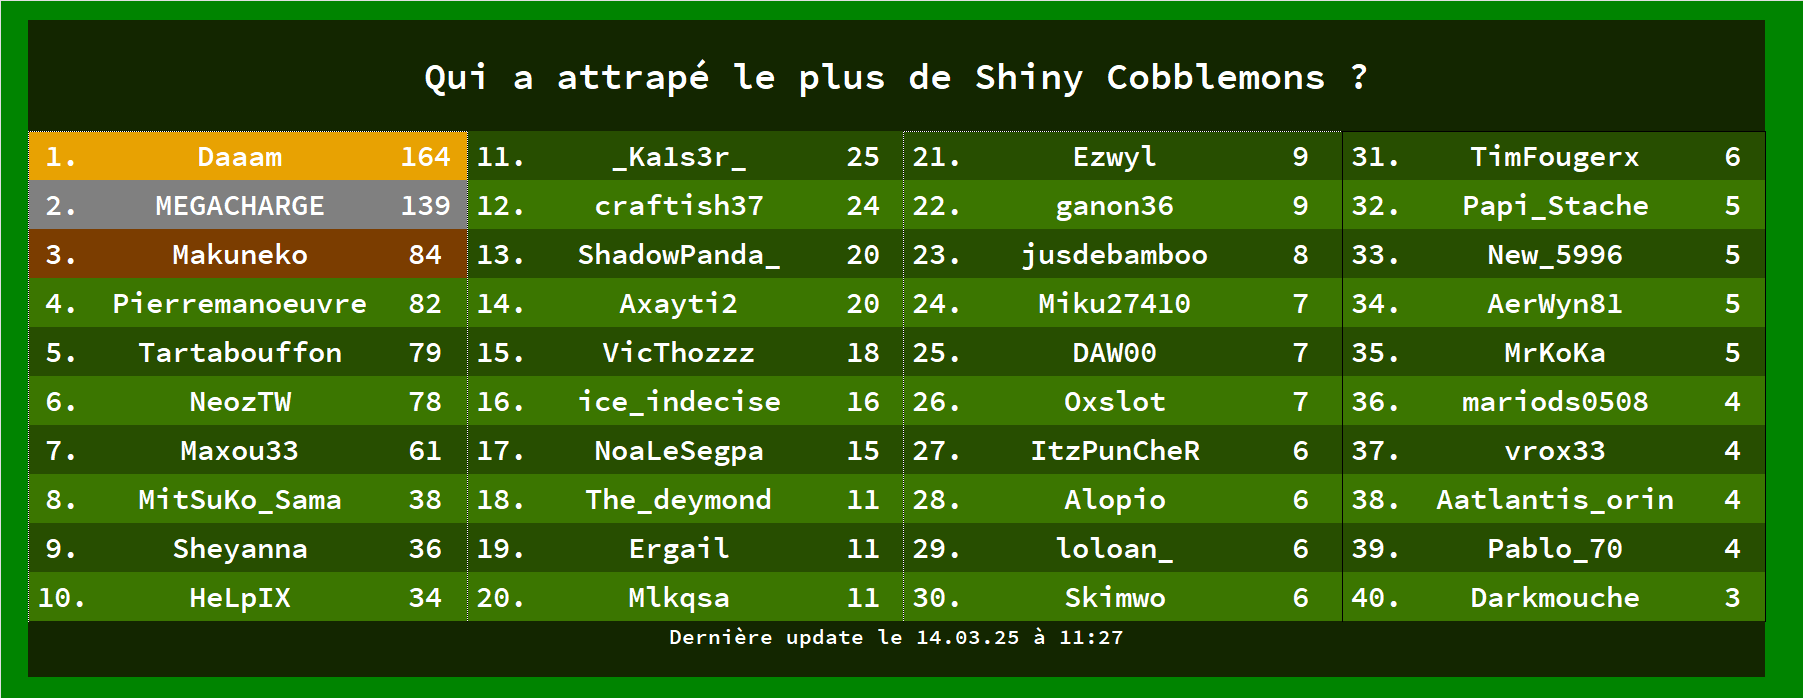 Qui a attrapé le plus de Shiny Cobblemons ?
1. Daaam 164 11. _Ka1s3r_ 25 21. Ezwyl 9 31. TimFougerx 6
2. MEGACHARGE 139 12. craftish37 24 22. ganon36 9 32. Papi_Stache 5
3. Makuneko 84 13. ShadowPanda_ 20 23. jusdebamboo 8 33. New_5996 5
4. Pierremanoeuvre 82 14. Axayti2 20 24. Miku27410 7 34. AerWyn81 5
5. Tartabouffon 79 15. VicThozzz 18 25. DAW00 7 35. MrKoKa 5
6. NeozTW 78 16. ice_indecise 16 26. Oxslot 7 36. mariods0508 4
7. Maxou33 61 17. NoaLeSegpa 15 27. ItzPunCheR 6 37. vrox33 4
8. MitSuKo_Sama 38 18. The_deymond 11 28. Alopio 6 38. Aatlantis_orin 4
9. Sheyanna 36 19. Ergail 11 29. loloan_ 6 39. Pablo_70 4
10. HeLpIX 34 20. Mlkqsa 11 30. Skimwo 6 40. Darkmouche 3
Dernière update le 14.03.25 à 11:27